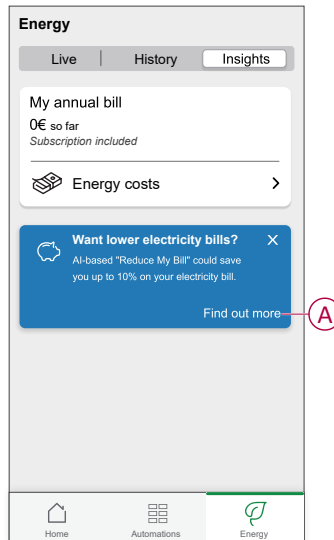 Energy
Live
History
Insights
My annual bill
0€ so far
Subscription included
Energy costs
Want lower electricity bills?
AI-based "Reduce My Bill" could save
you up to 10% on your electricity bill.
Find out more
A
Home
Automations
Energy